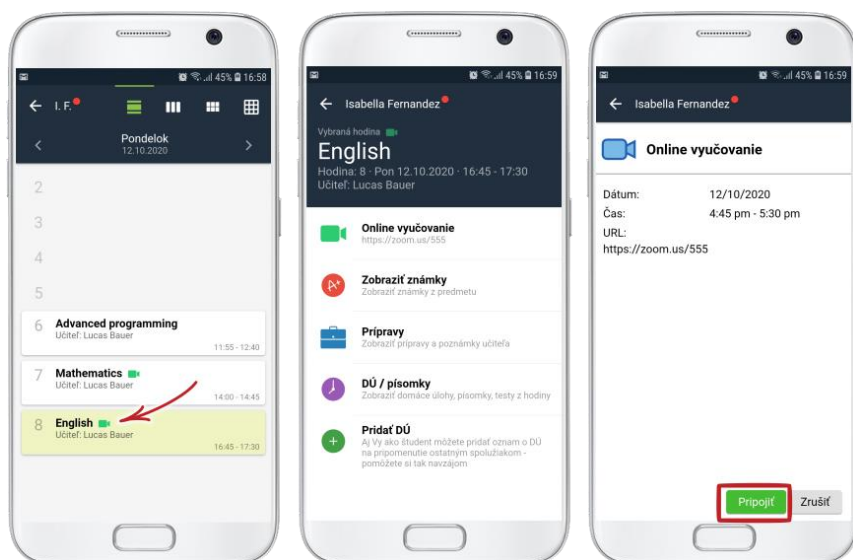 45% 16:58
I. F.
Pondelok
12.10.2020
2
3
4
5
6 Advanced programming
Učiteľ: Lucas Bauer
11:55 - 12:40
7 Mathematics
Učiteľ: Lucas Bauer
14:00 - 14:45
8 English
Učiteľ: Lucas Bauer
16:45 - 17:30
45% 16:59
Isabella Fernandez
Vybraná hodina
English
Hodina: 8 · Pon 12.10.2020 · 16:45 - 17:30
Učiteľ: Lucas Bauer
Online vyučovanie
https://zoom.us/555
A+
Zobraziť známky
Zobraziť známky z predmetu
Prípravy
Zobraziť prípravy a poznámky učiteľa
DÚ / písomky
Zobraziť domáce úlohy, písomky, testy z hodiny
Pridať DÚ
Aj Vy ako študent môžete pridať oznam o DÚ
na pripomenutie ostatným spolužiakom -
pomôžete si tak navzájom
45% 16:59
Isabella Fernandez
Online vyučovanie
Dátum: 12/10/2020
Čas: 4:45 pm - 5:30 pm
URL:
https://zoom.us/555
Pripojiť Zrušiť